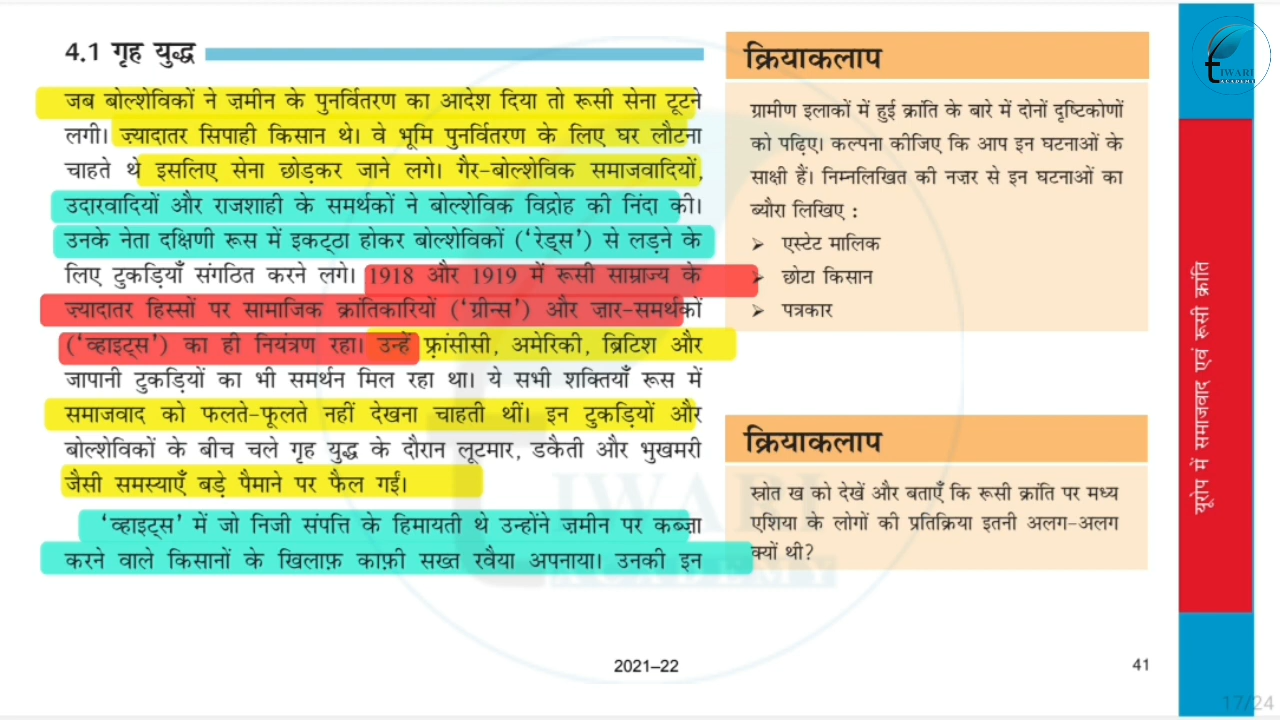 4.1 गृह युद्ध
जब बोल्शेविकों ने ज़मीन के पुनर्वितरण का आदेश दिया तो रूसी सेना टूटने
लगी। ज़्यादातर सिपाही किसान थे। वे भूमि पुनर्वितरण के लिए घर लौटना
चाहते थे इसलिए सेना छोड़कर जाने लगे। गैर-बोल्शेविक समाजवादियों,
उदारवादियों और राजशाही के समर्थकों ने बोल्शेविक विद्रोह की निंदा की।
उनके नेता दक्षिणी रूस में इकट्ठा होकर बोल्शेविकों (‘रेड्स’) से लड़ने के
लिए टुकड़ियाँ संगठित करने लगे। 1918 और 1919 में रूसी साम्राज्य के
ज़्यादातर हिस्सों पर सामाजिक क्रांतिकारियों (‘ग्रीन्स’) और ज़ार-समर्थकों
(‘व्हाइट्स’) का ही नियंत्रण रहा। उन्हें फ़्रांसीसी, अमेरिकी, ब्रिटिश और
जापानी टुकड़ियों का भी समर्थन मिल रहा था। ये सभी शक्तियाँ रूस में
समाजवाद को फलते-फूलते नहीं देखना चाहती थीं। इन टुकड़ियों और
बोल्शेविकों के बीच चले गृह युद्ध के दौरान लूटमार, डकैती और भुखमरी
जैसी समस्याएँ बड़े पैमाने पर फैल गईं।
‘व्हाइट्स’ में जो निजी संपत्ति के हिमायती थे उन्होंने ज़मीन पर कब्ज़ा
करने वाले किसानों के खिलाफ़ काफ़ी सख्त रवैया अपनाया। उनकी इन
क्रियाकलाप
ग्रामीण इलाकों में हुई क्रांति के बारे में दोनों दृष्टिकोणों
को पढ़िए। कल्पना कीजिए कि आप इन घटनाओं के
साक्षी हैं। निम्नलिखित की नज़र से इन घटनाओं का
ब्यौरा लिखिए :
➤ एस्टेट मालिक
➤ छोटा किसान
➤ पत्रकार
क्रियाकलाप
स्रोत ख को देखें और बताएँ कि रूसी क्रांति पर मध्य
एशिया के लोगों की प्रतिक्रिया इतनी अलग-अलग
क्यों थी?
यूरोप में समाजवाद एवं रूसी क्रांति
TIWARI
ACADEMY
TIWARI
ACADEMY
2021–22
41
17/24